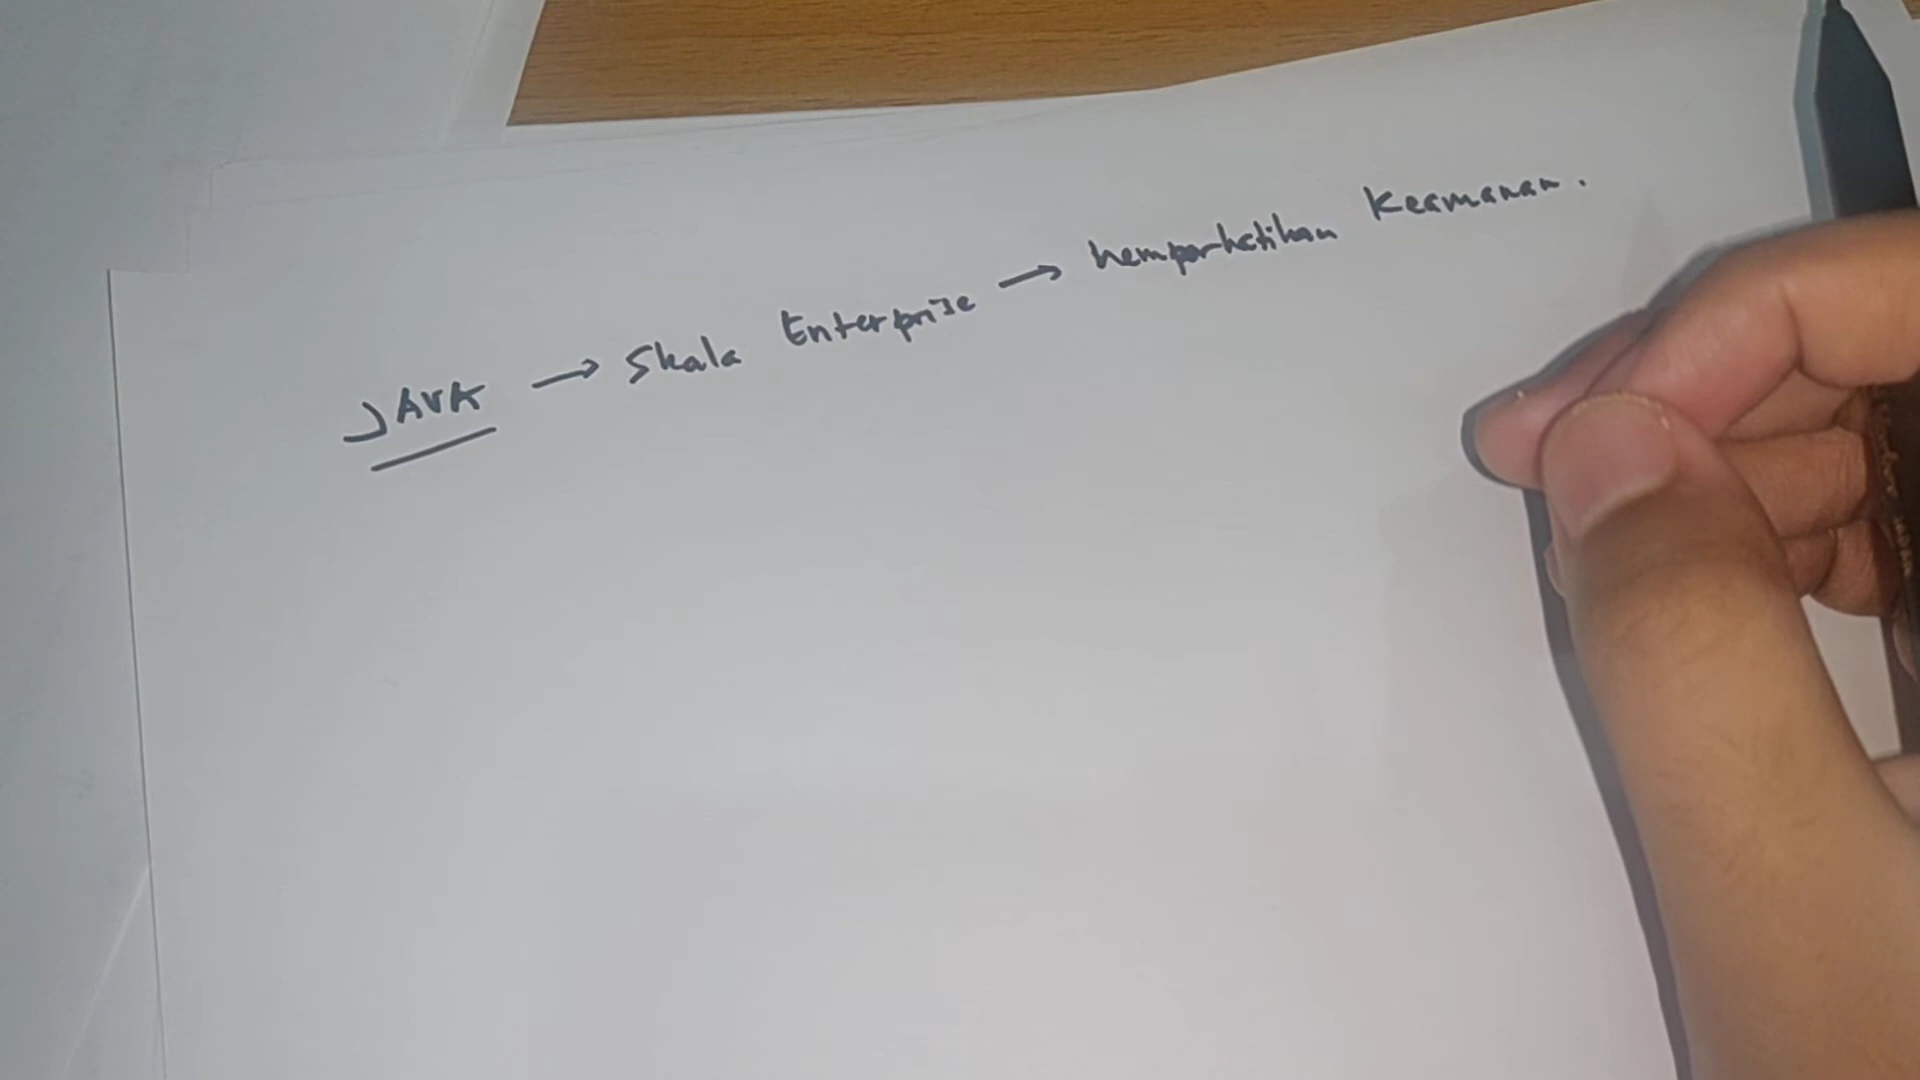 JAVA → Skala Enterprise → memperhatikan Keamanan.